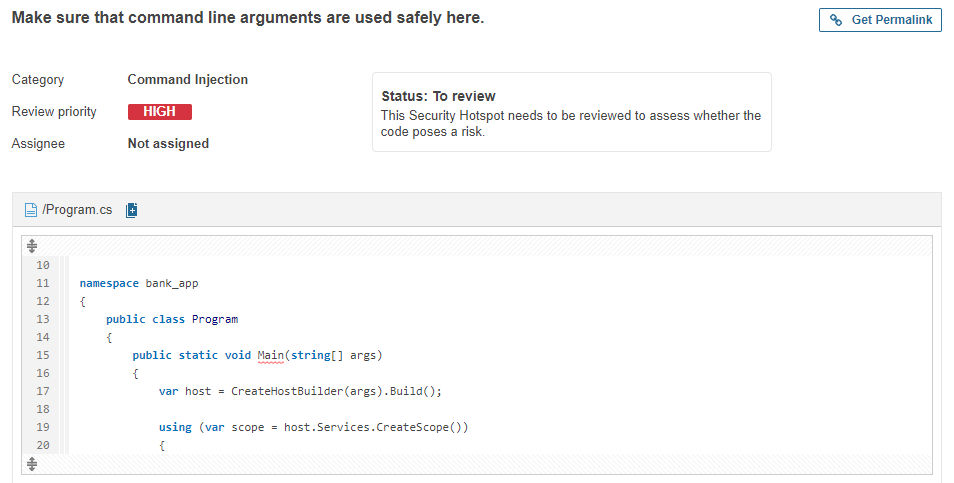 Make sure that command line arguments are used safely here.
Get Permalink
Category Command Injection
Review priority HIGH
Assignee Not assigned
Status: To review
This Security Hotspot needs to be reviewed to assess whether the
code poses a risk.
/Program.cs
10
11 namespace bank_app
12 {
13 public class Program
14 {
15 public static void Main(string[] args)
16 {
17 var host = CreateHostBuilder(args).Build();
18
19 using (var scope = host.Services.CreateScope())
20 {